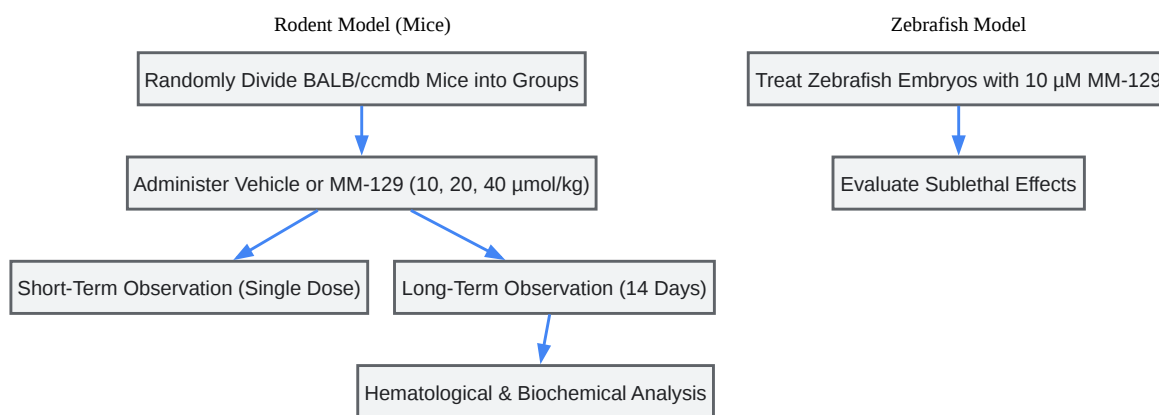 Rodent Model (Mice)
Randomly Divide BALB/ccmdb Mice into Groups
Administer Vehicle or MM-129 (10, 20, 40 µmol/kg)
Short-Term Observation (Single Dose)
Long-Term Observation (14 Days)
Hematological & Biochemical Analysis
Zebrafish Model
Treat Zebrafish Embryos with 10 µM MM-129
Evaluate Sublethal Effects